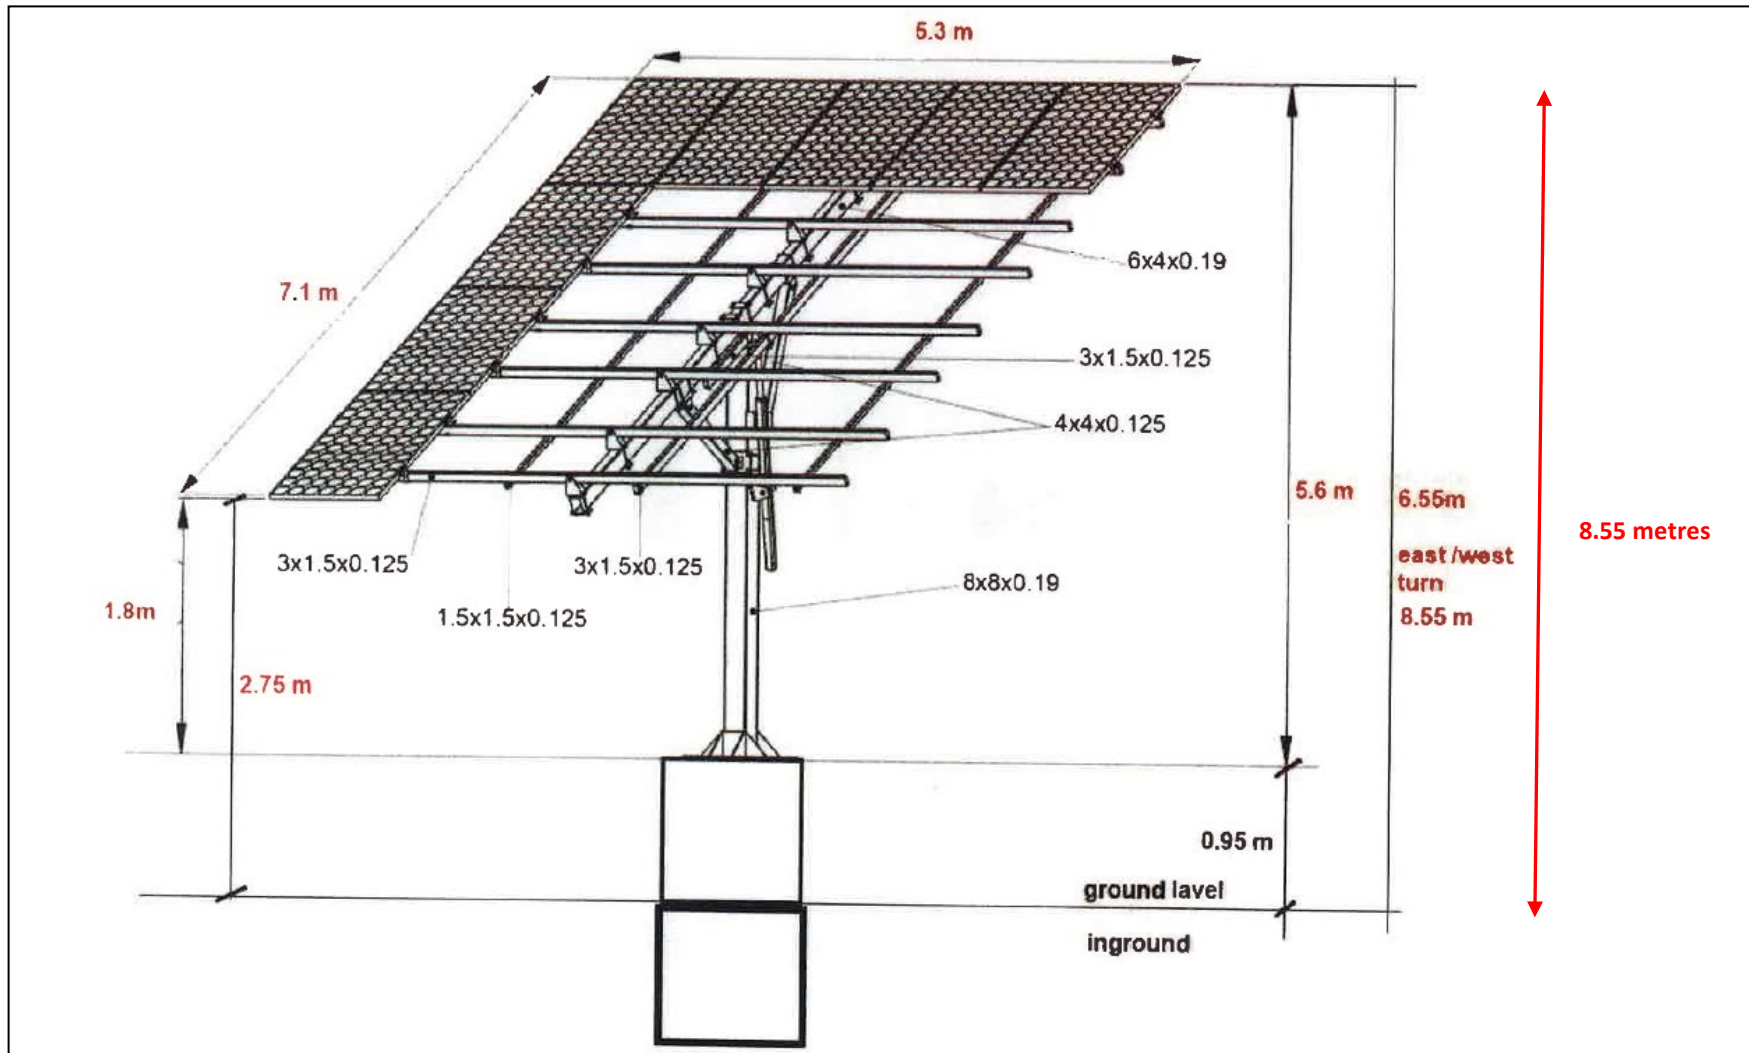 5.3 m
7.1 m
6x4x0.19
3x1.5x0.125
4x4x0.125
5.6 m
6.55m
east /west
turn
8.55 m
8.55 metres
3x1.5x0.125
3x1.5x0.125
8x8x0.19
1.8m
1.5x1.5x0.125
2.75 m
0.95 m
ground lavel
inground